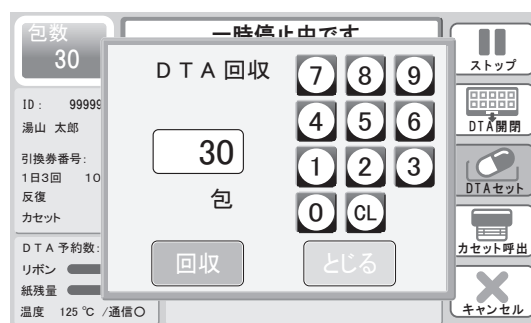 包数
30
一時停止中です
ID : 99999
湯山 太郎
引換券番号:
1日3回 10
反復
カセット
DTA予約数:
リボン
紙残量
温度 125℃ /通信○
DTA回収
30
包
7 8 9
4 5 6
1 2 3
0 CL
回収
とじる
ストップ
DTA開閉
DTAセット
カセット呼出
キャンセル